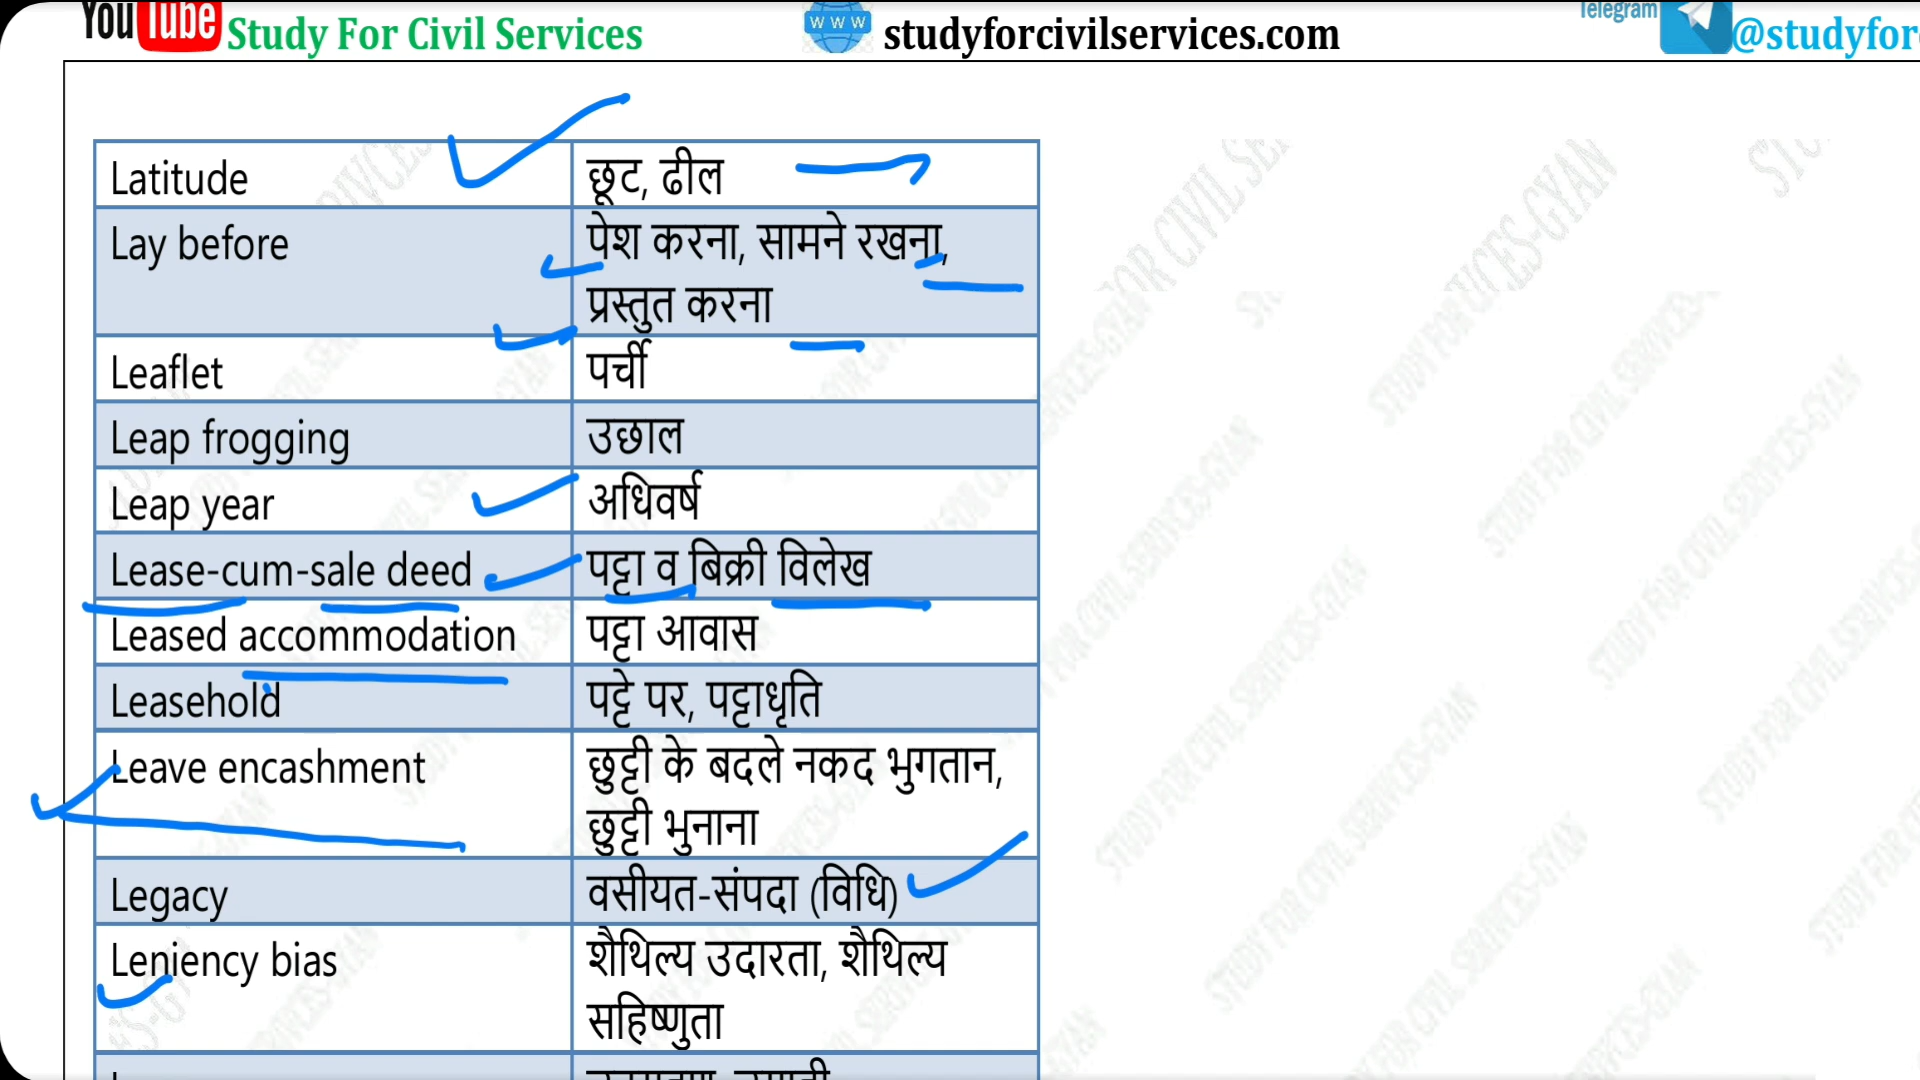 YouTube Study For Civil Services
WWW studyforcivilservices.com
Telegram @studyfor
Latitude छूट, ढील
Lay before पेश करना, सामने रखना,
प्रस्तुत करना
Leaflet पर्ची
Leap frogging उछाल
Leap year अधिवर्ष
Lease-cum-sale deed पट्टा व बिक्री विलेख
Leased accommodation पट्टा आवास
Leasehold पट्टे पर, पट्टाधृति
Leave encashment छुट्टी के बदले नकद भुगतान,
छुट्टी भुनाना
Legacy वसीयत-संपदा (विधि)
Leniency bias शैथिल्य उदारता, शैथिल्य
सहिष्णुता